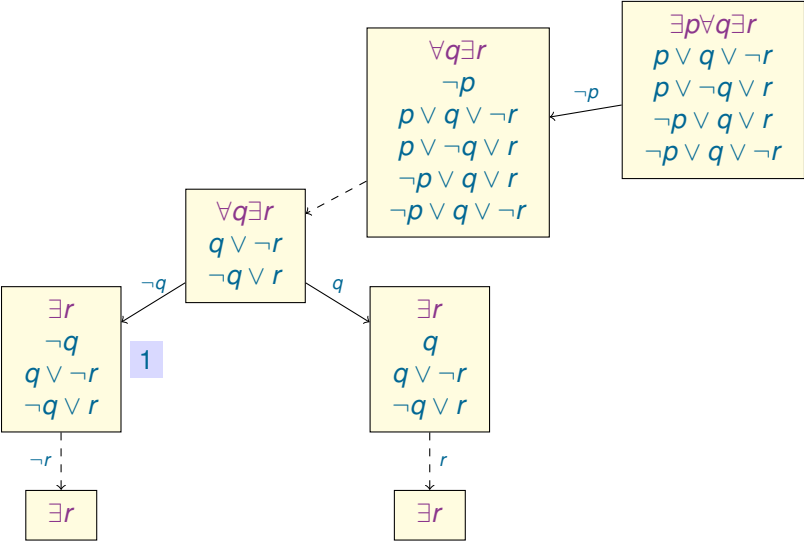 ∃p∀q∃r
p ∨ q ∨ ¬r
p ∨ ¬q ∨ r
¬p ∨ q ∨ r
¬p ∨ q ∨ ¬r
¬p
∀q∃r
¬p
p ∨ q ∨ ¬r
p ∨ ¬q ∨ r
¬p ∨ q ∨ r
¬p ∨ q ∨ ¬r
∀q∃r
q ∨ ¬r
¬q ∨ r
¬q
q
∃r
¬q
q ∨ ¬r
¬q ∨ r
1
∃r
q
q ∨ ¬r
¬q ∨ r
¬r
r
∃r
∃r